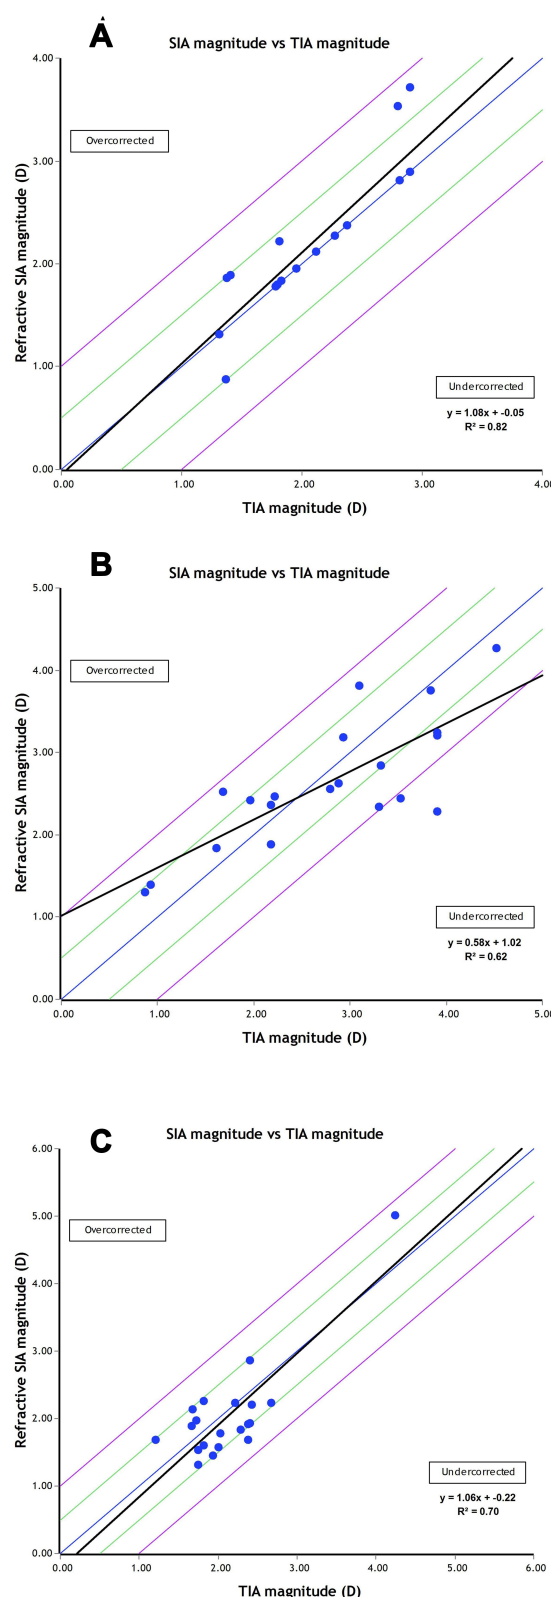 A
SIA magnitude vs TIA magnitude
4.00
Overcorrected
3.00
Refractive SIA magnitude (D)
2.00
1.00
Undercorrected
y = 1.08x + -0.05
R² = 0.82
0.00
0.00 1.00 2.00 3.00 4.00
TIA magnitude (D)
B
SIA magnitude vs TIA magnitude
5.00
Overcorrected
4.00
3.00
Refractive SIA magnitude (D)
2.00
1.00
Undercorrected
y = 0.58x + 1.02
R² = 0.62
0.00
0.00 1.00 2.00 3.00 4.00 5.00
TIA magnitude (D)
C
SIA magnitude vs TIA magnitude
6.00
5.00
Overcorrected
4.00
3.00
Refractive SIA magnitude (D)
2.00
1.00
Undercorrected
y = 1.06x + -0.22
R² = 0.70
0.00
0.00 1.00 2.00 3.00 4.00 5.00 6.00
TIA magnitude (D)